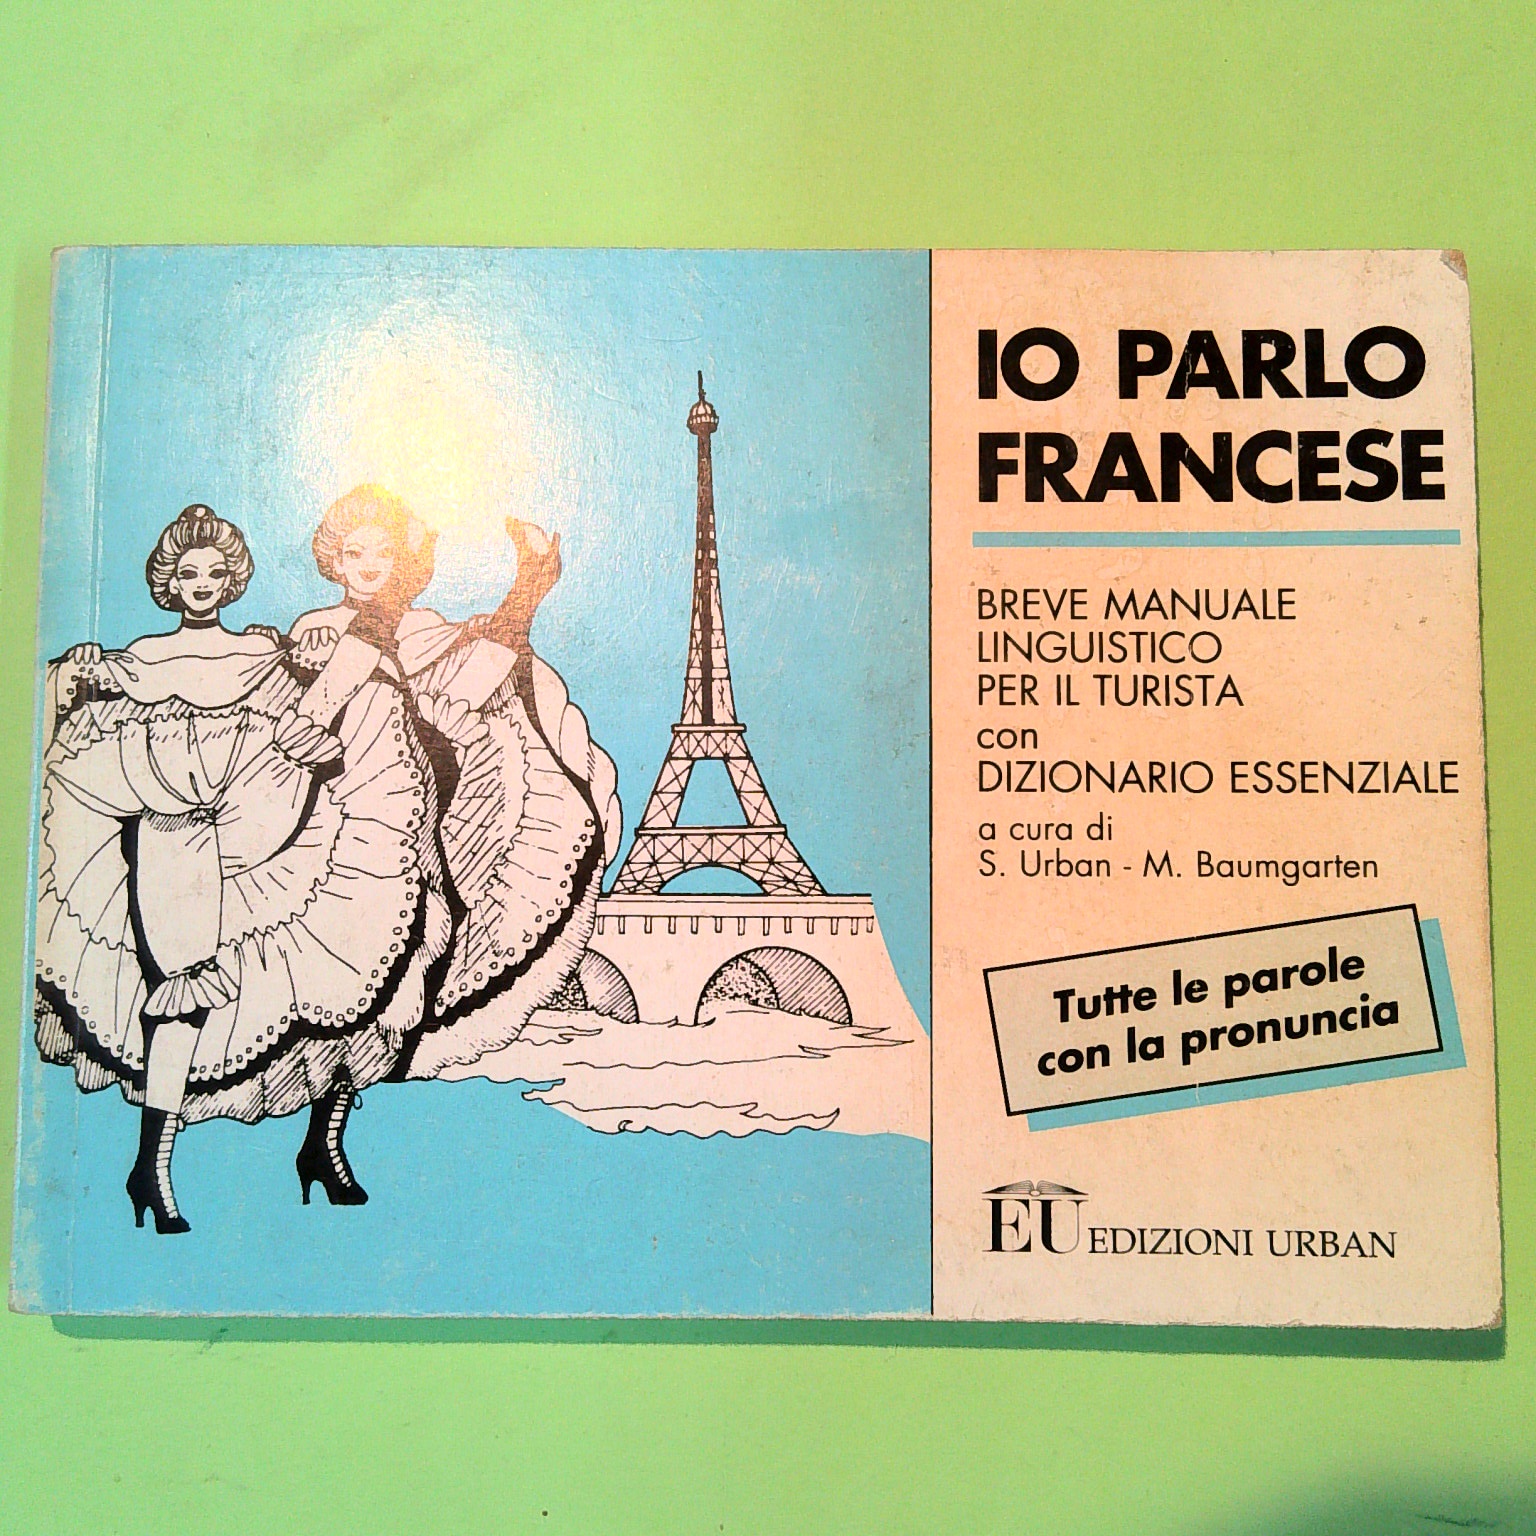 IO PARLO
FRANCESE
BREVE MANUALE
LINGUISTICO
PER IL TURISTA
con
DIZIONARIO ESSENZIALE
a cura di
S. Urban - M. Baumgarten
Tutte le parole
con la pronuncia
EU EDIZIONI URBAN